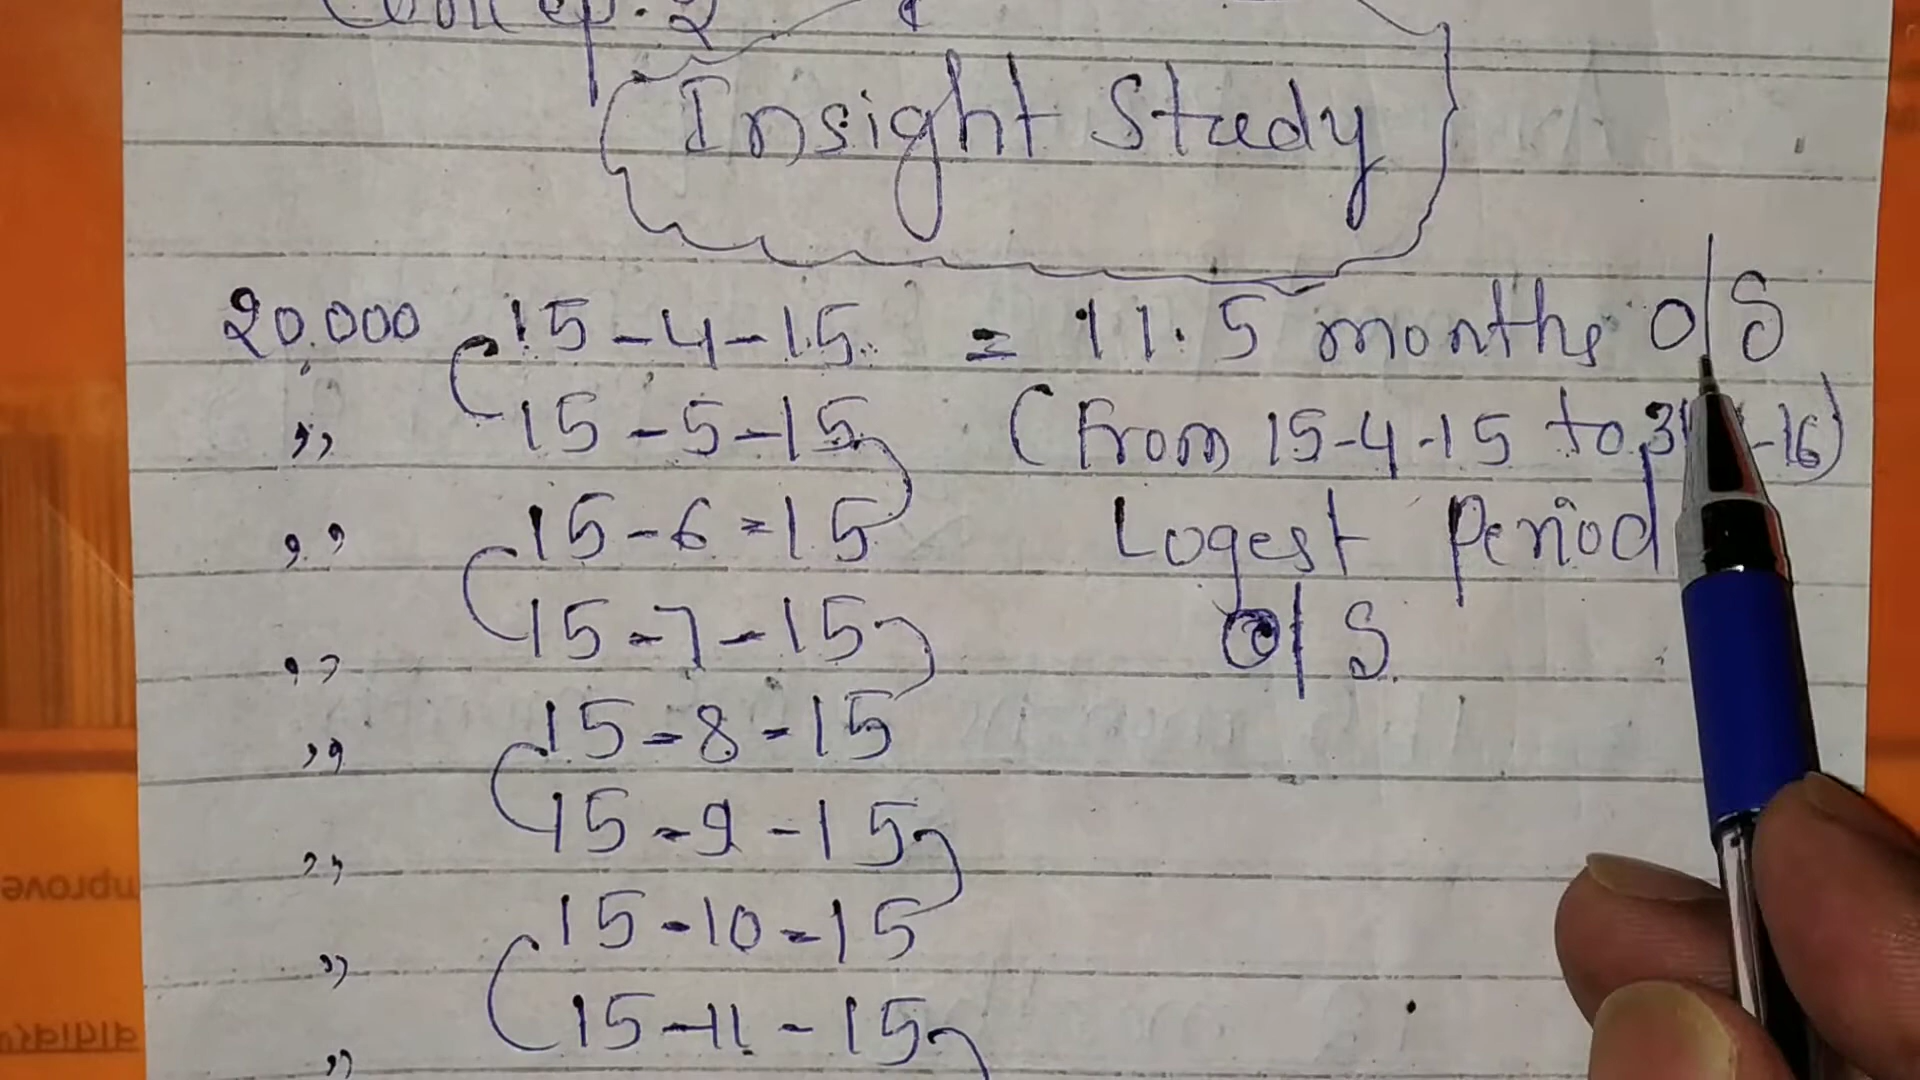 Insight Study
20.000 15-4-15 = 11.5 months O/S
,, 15-5-15 (From 15-4-15 to 3 -16)
,, 15-6-15 Logest Period
,, 15-7-15 O/S.
,, 15-8-15
,, 15-9-15
,, 15-10-15
,, 15-11-15
,,